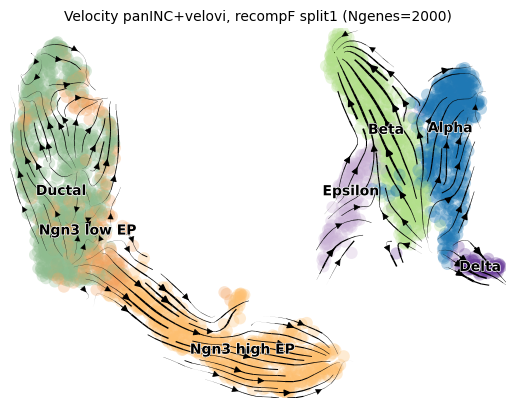 Velocity panINC+velovi, recompF split1 (Ngenes=2000)
Beta
Alpha
Ductal
Epsilon
Ngn3 low EP
Delta
Ngn3 high EP